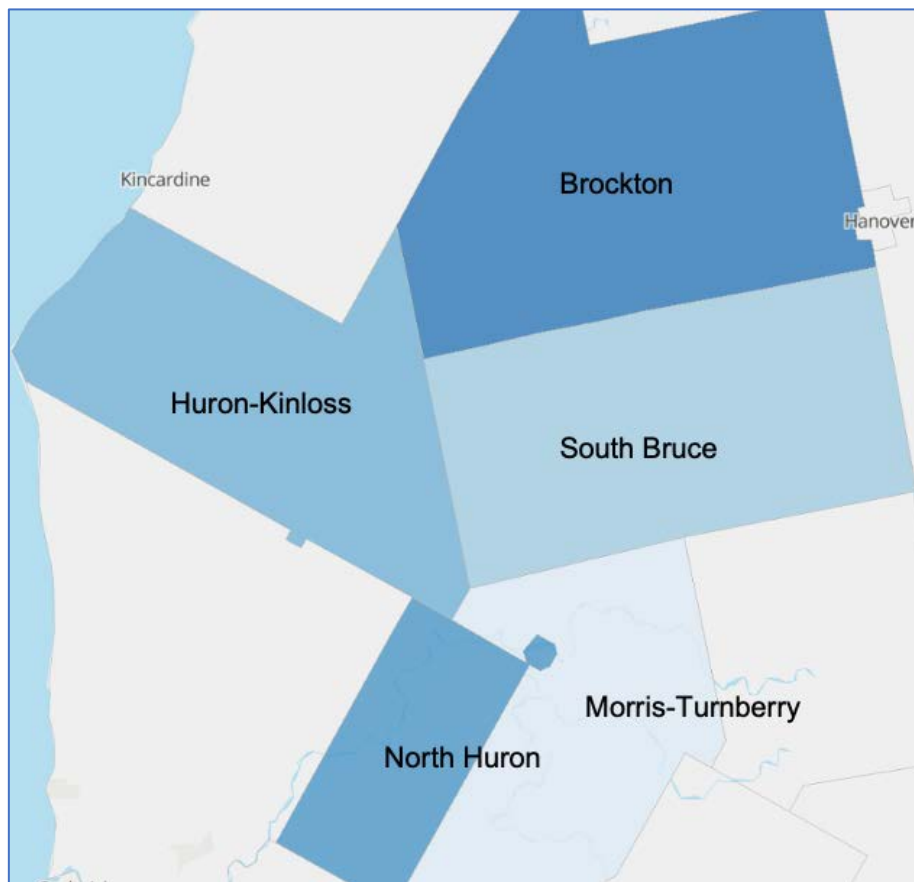 Kincardine
Brockton
Hanover
Huron-Kinloss
South Bruce
Morris-Turnberry
North Huron